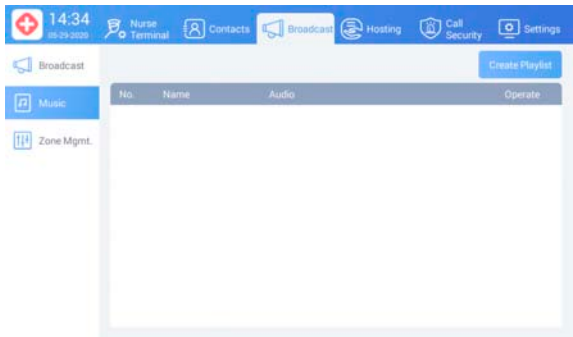 14:34
05-29-2020
Nurse
Terminal
Contacts
Broadcast
Hosting
Call
Security
Settings
Broadcast
Music
Zone Mgmt.
Create Playlist
No. Name Audio Operate